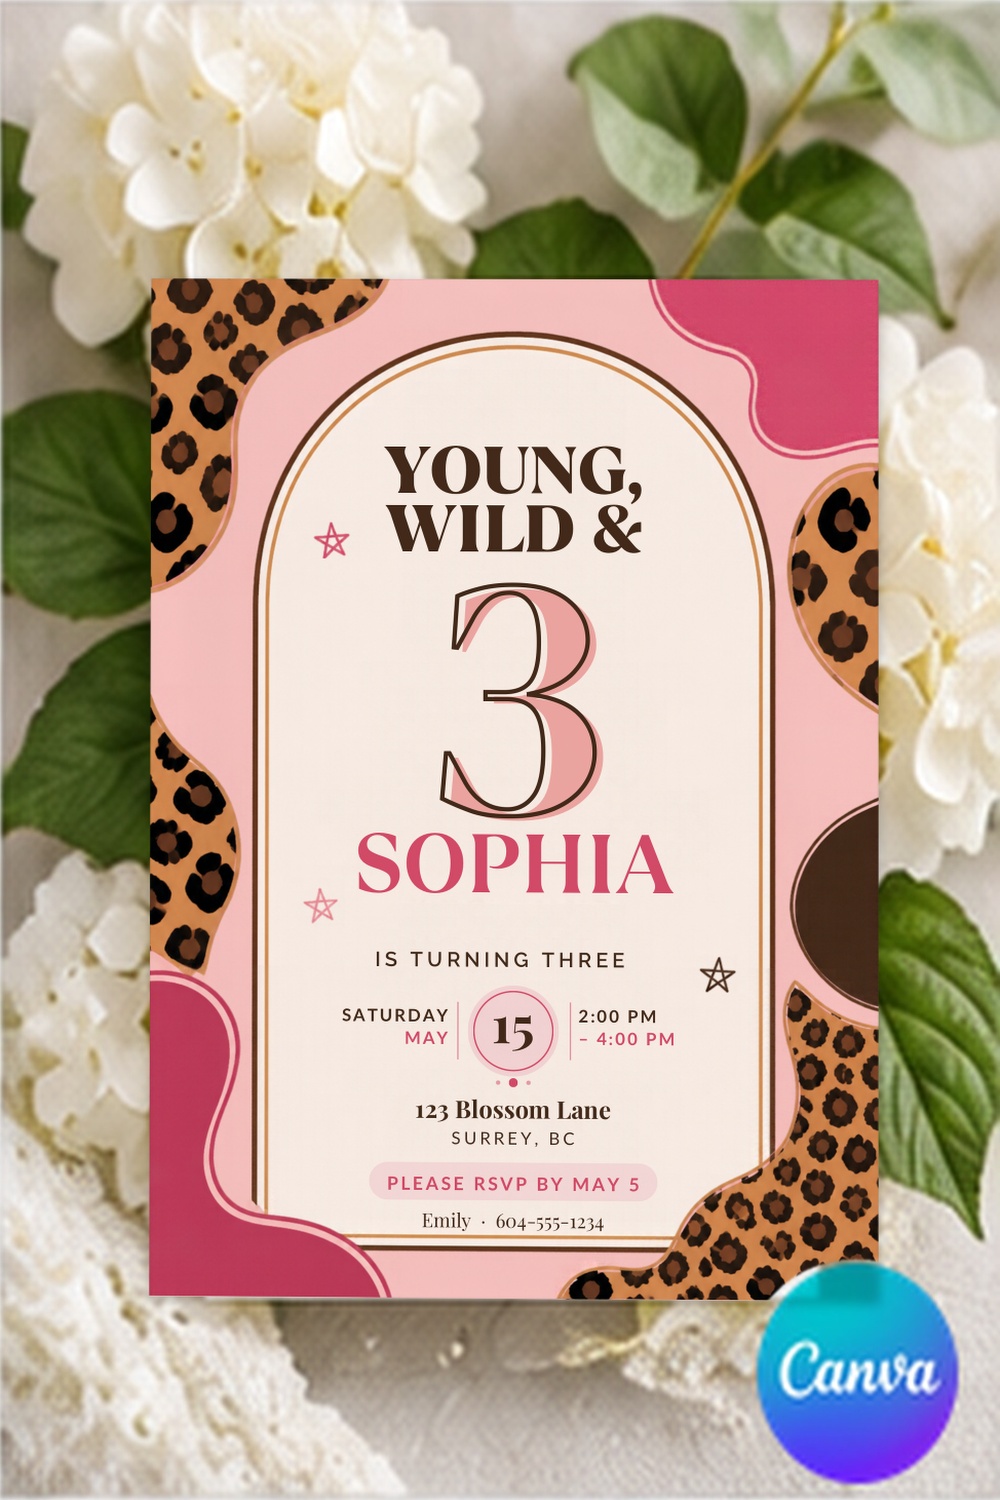 YOUNG,
WILD &
3
SOPHIA
IS TURNING THREE
SATURDAY
MAY
15
2:00 PM
– 4:00 PM
123 Blossom Lane
SURREY, BC
PLEASE RSVP BY MAY 5
Emily · 604-555-1234
Canva